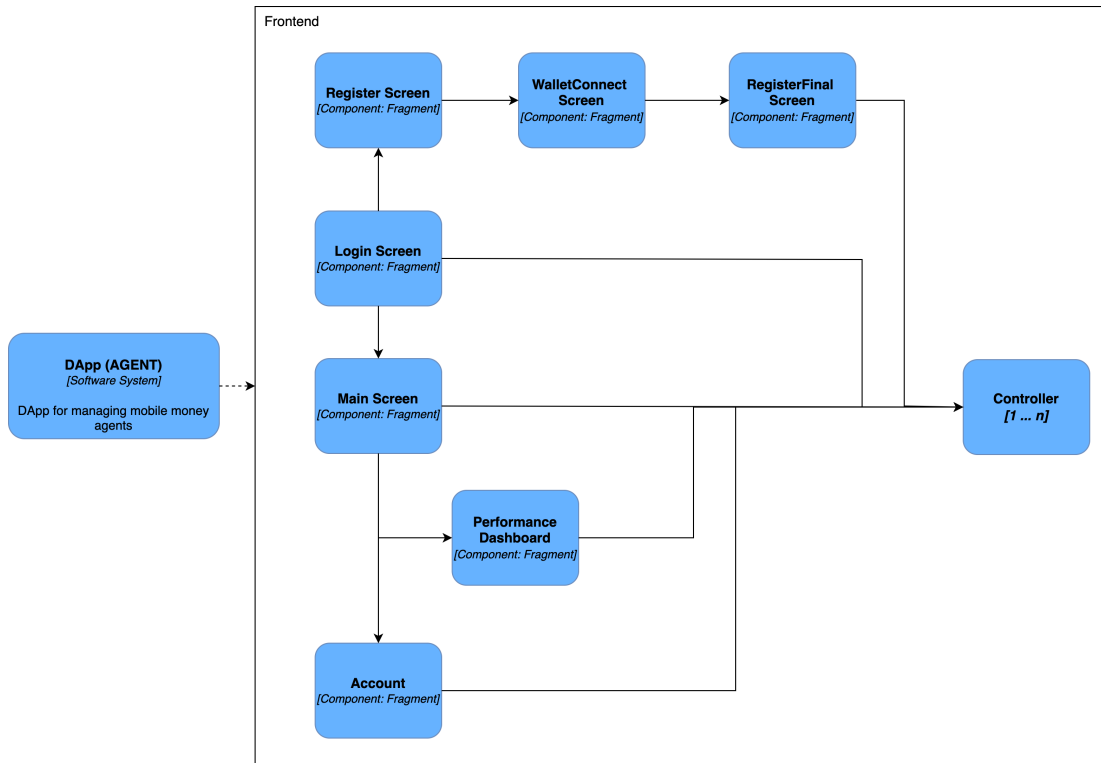 Frontend
Register Screen
[Component: Fragment]
WalletConnect
Screen
[Component: Fragment]
RegisterFinal
Screen
[Component: Fragment]
Login Screen
[Component: Fragment]
DApp (AGENT)
[Software System]
DApp for managing mobile money
agents
Main Screen
[Component: Fragment]
Controller
[1 ... n]
Performance
Dashboard
[Component: Fragment]
Account
[Component: Fragment]